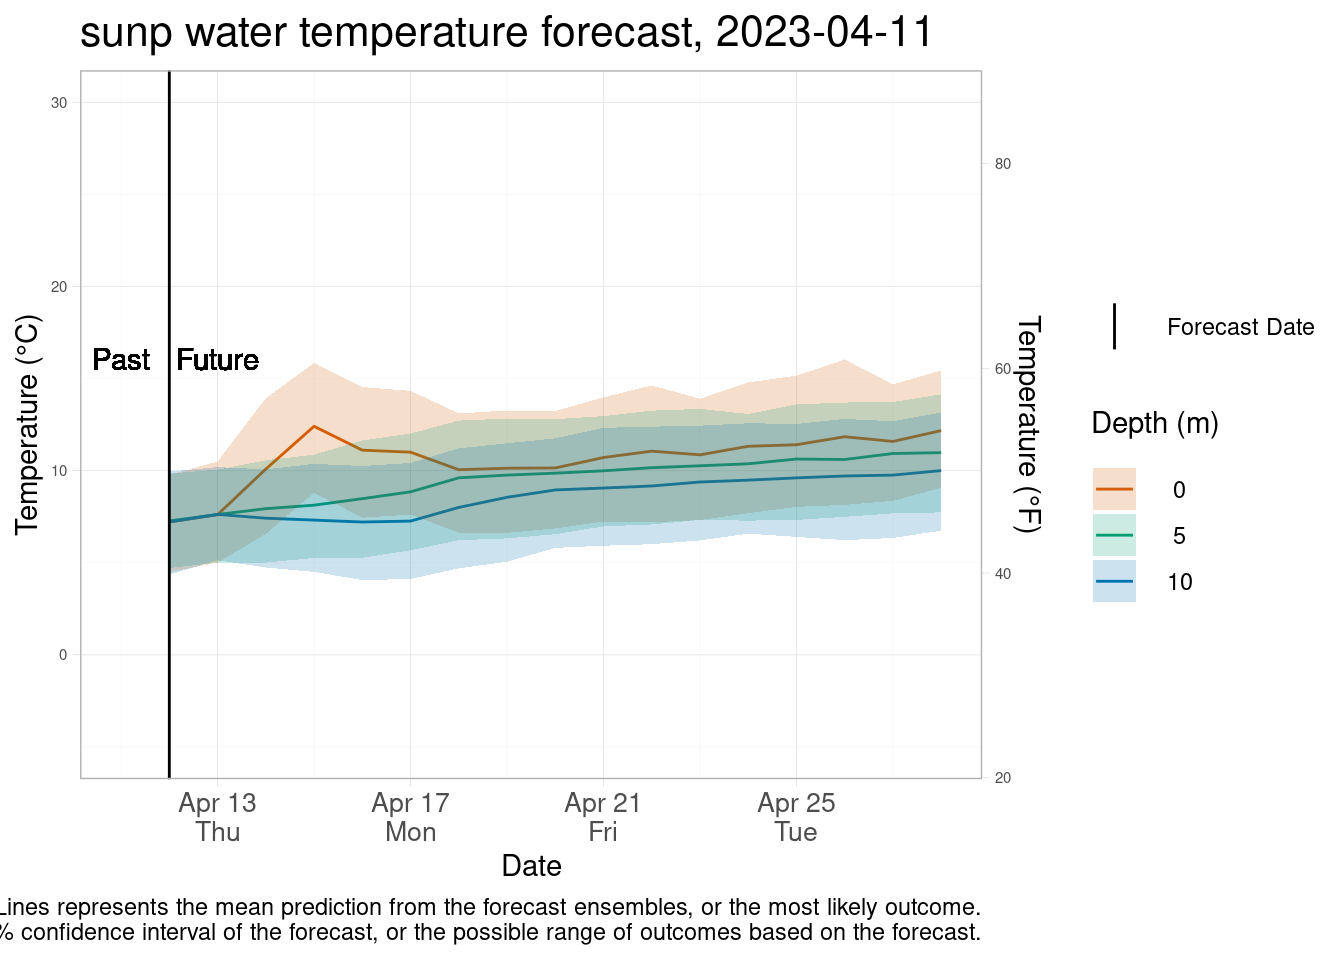 sunp water temperature forecast, 2023-04-11
30
20
10
0
Temperature (°C)
Past
Future
80
60
40
20
Temperature (°F)
Apr 13
Thu
Apr 17
Mon
Apr 21
Fri
Apr 25
Tue
Date
Forecast Date
Depth (m)
0
5
10
Lines represents the mean prediction from the forecast ensembles, or the most likely outcome.
% confidence interval of the forecast, or the possible range of outcomes based on the forecast.